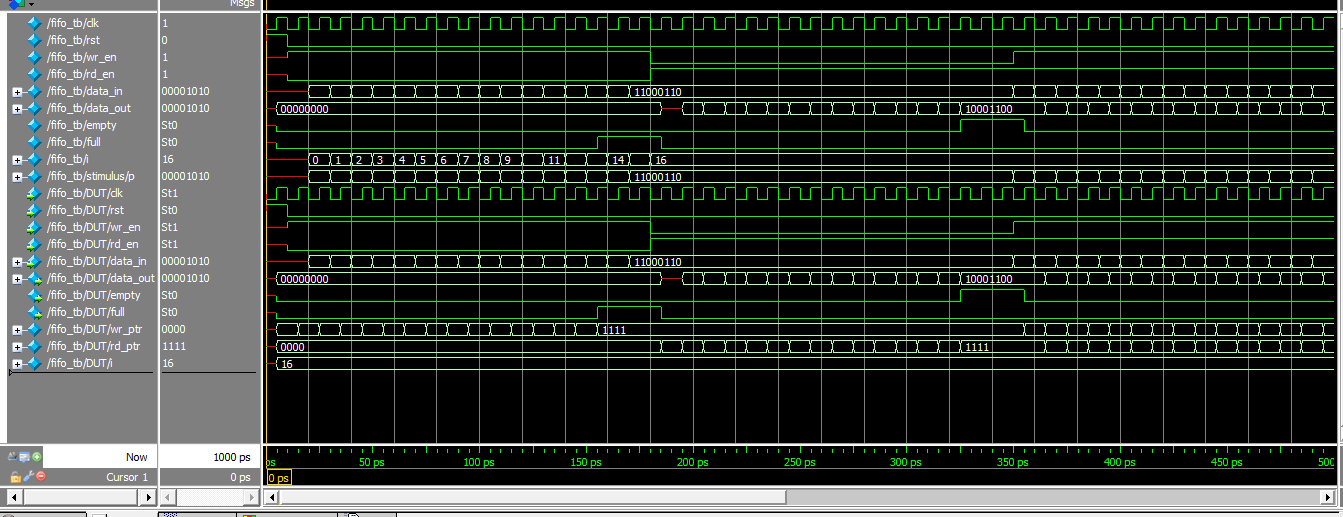 Msgs
/fifo_tb/clk 1
/fifo_tb/rst 0
/fifo_tb/wr_en 1
/fifo_tb/rd_en 1
/fifo_tb/data_in 00001010 11000110
/fifo_tb/data_out 00001010 00000000 10001100
/fifo_tb/empty St0
/fifo_tb/full St0
/fifo_tb/i 16 0 1 2 3 4 5 6 7 8 9 11 14 16
/fifo_tb/stimulus/p 00001010 11000110
/fifo_tb/DUT/clk St1
/fifo_tb/DUT/rst St0
/fifo_tb/DUT/wr_en St1
/fifo_tb/DUT/rd_en St1
/fifo_tb/DUT/data_in 00001010 11000110
/fifo_tb/DUT/data_out 00001010 00000000 10001100
/fifo_tb/DUT/empty St0
/fifo_tb/DUT/full St0
/fifo_tb/DUT/wr_ptr 0000 1111
/fifo_tb/DUT/rd_ptr 1111 0000 1111
/fifo_tb/DUT/i 16 16
Now 1000 ps ps 50 ps 100 ps 150 ps 200 ps 250 ps 300 ps 350 ps 400 ps 450 ps 500
Cursor 1 0 ps 0 ps